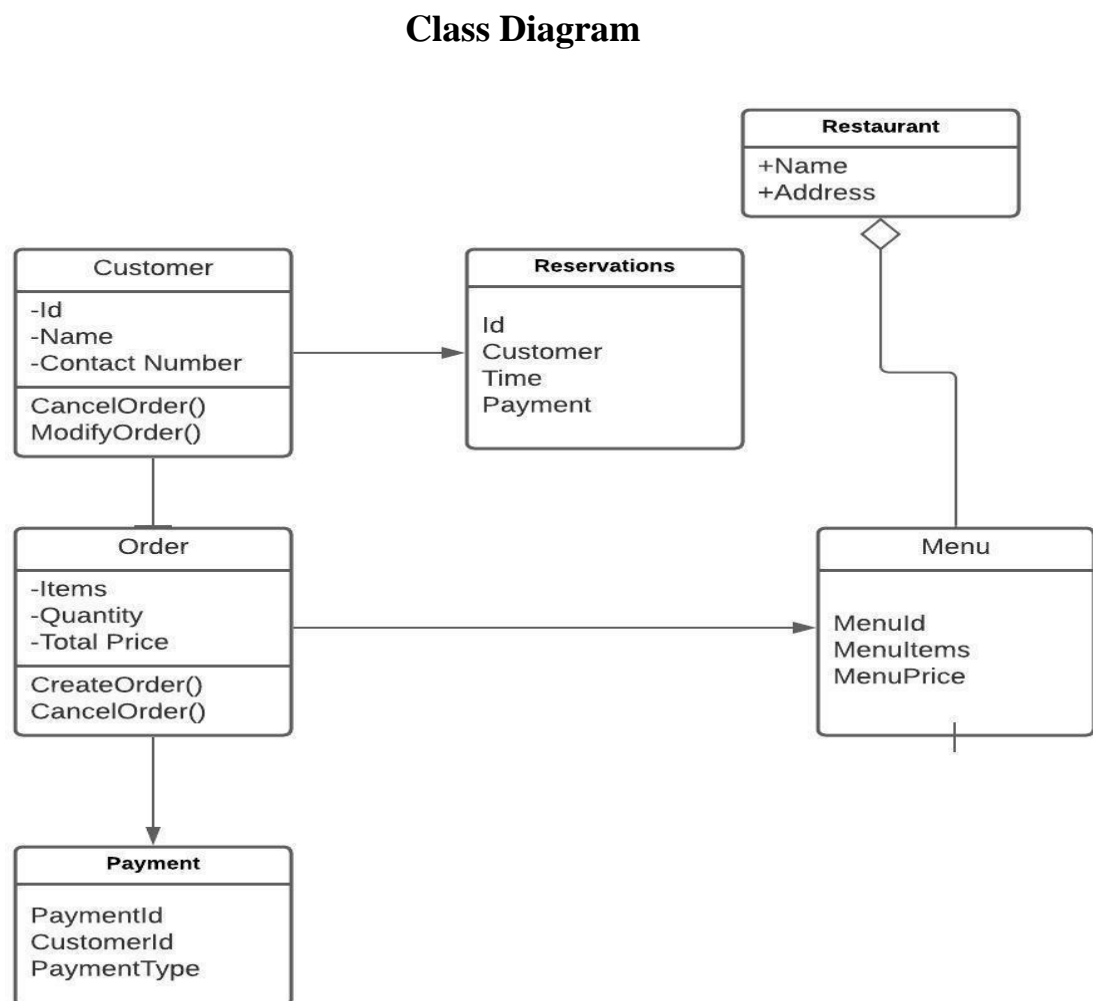 Class Diagram
Restaurant
+Name
+Address
Customer
-Id
-Name
-Contact Number
CancelOrder()
ModifyOrder()
Reservations
Id
Customer
Time
Payment
Order
-Items
-Quantity
-Total Price
CreateOrder()
CancelOrder()
Menu
MenuId
MenuItems
MenuPrice
Payment
PaymentId
CustomerId
PaymentType